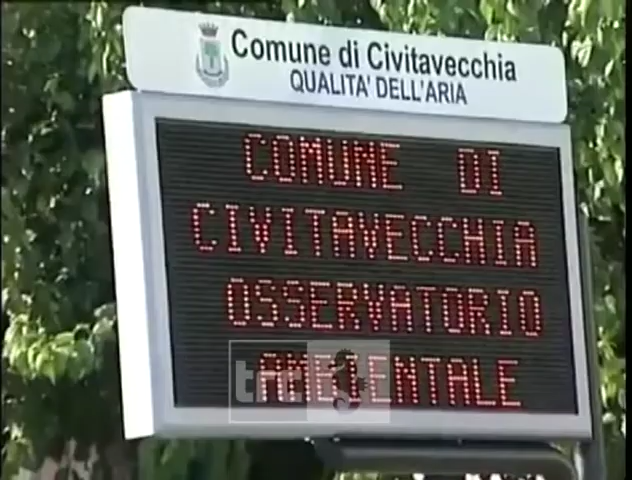 Comune di Civitavecchia
QUALITA' DELL'ARIA
COMUNE DI
CIVITAVECCHIA
OSSERVATORIO
AMBIENTALE